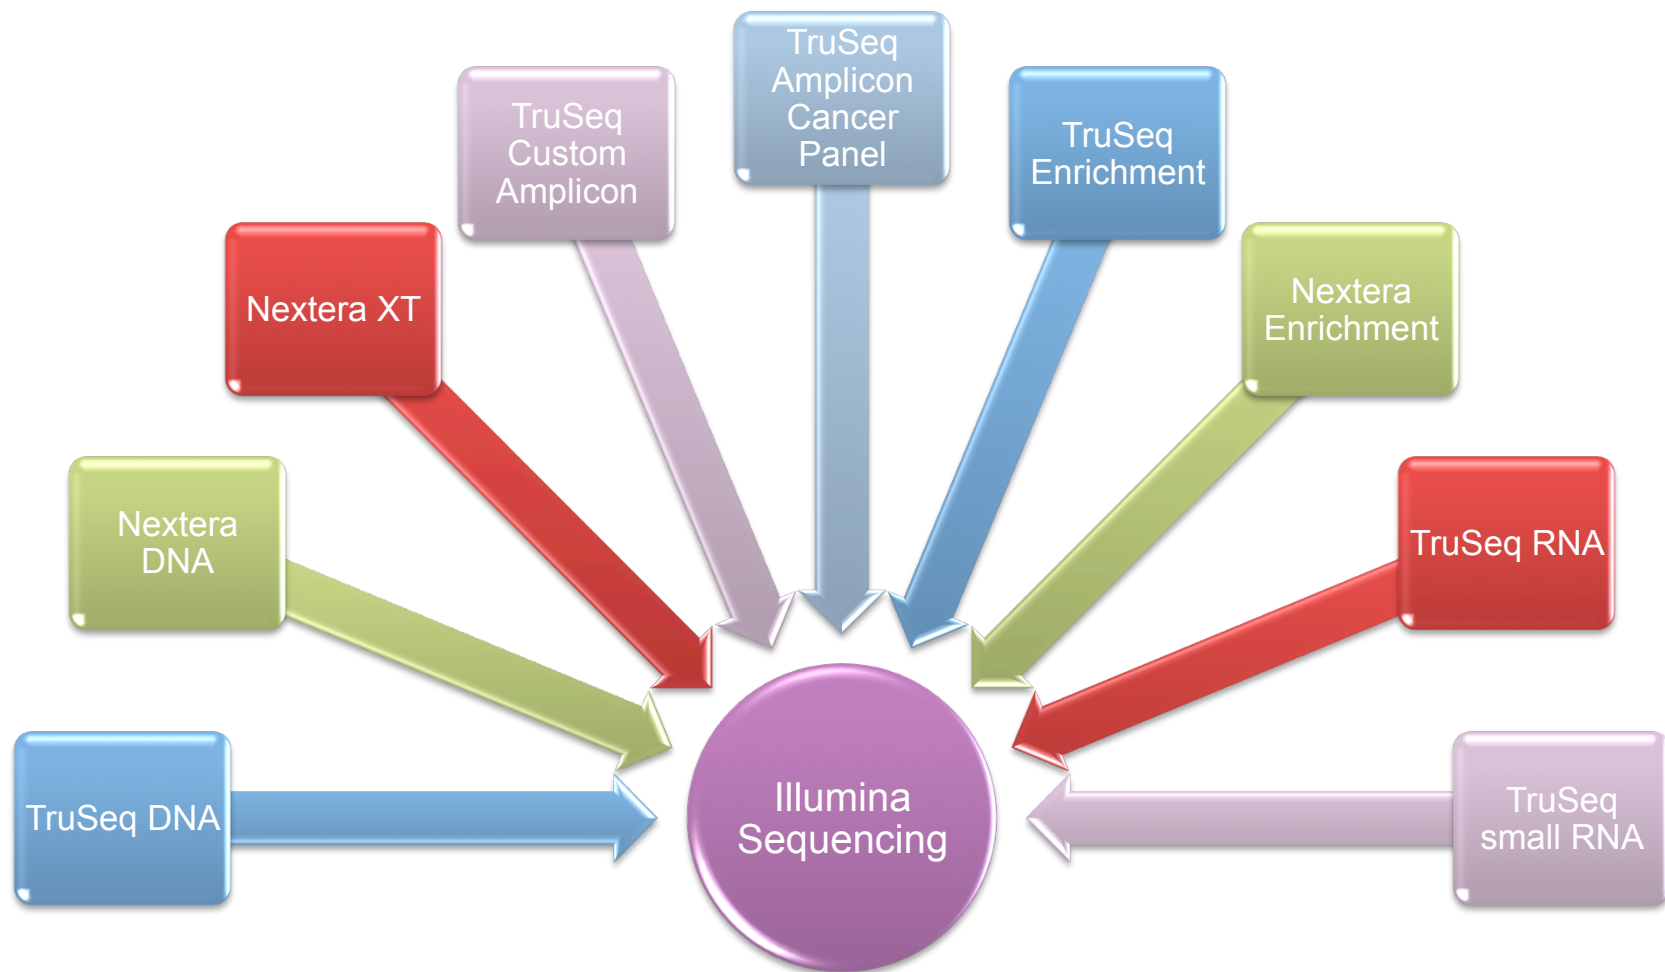 TruSeq
Amplicon
Cancer
Panel
TruSeq
Custom
Amplicon
TruSeq
Enrichment
Nextera XT
Nextera
Enrichment
Nextera
DNA
TruSeq RNA
TruSeq DNA
Illumina
Sequencing
TruSeq
small RNA